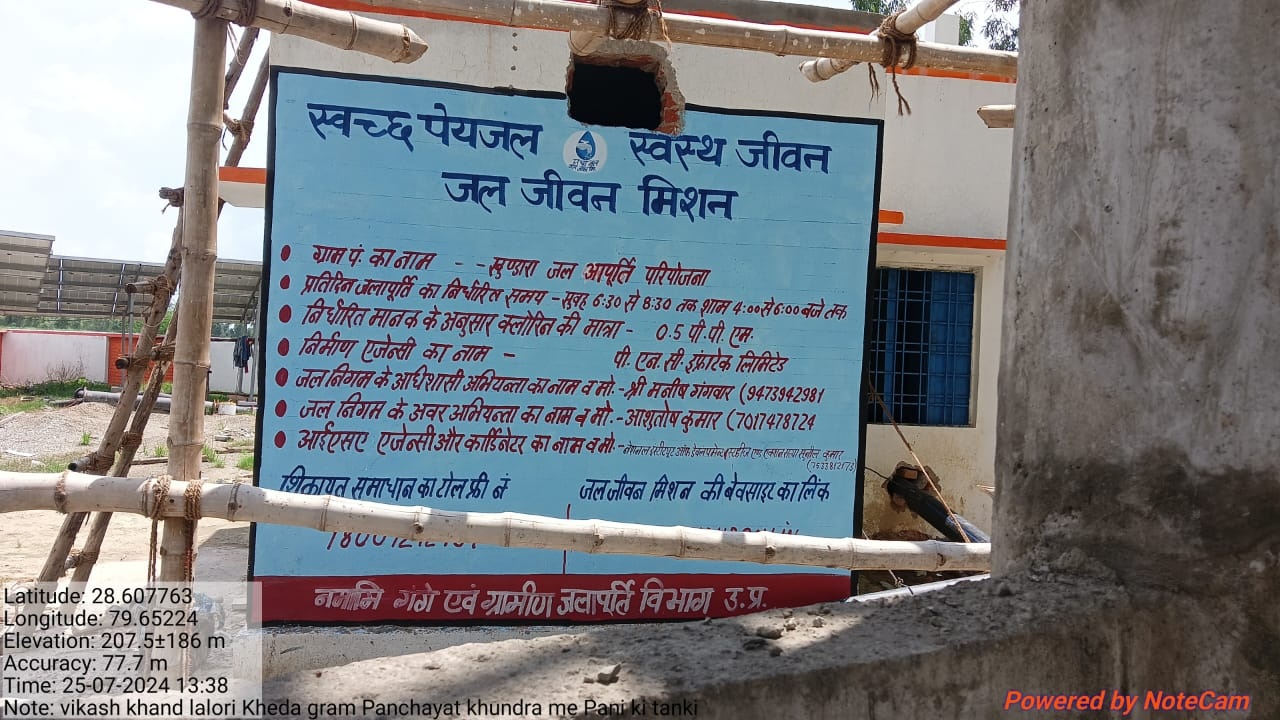 स्वच्छ पेयजल स्वस्थ जीवन
जल जीवन मिशन
ग्राम पं. का नाम - - खुण्डारा जल आपूर्ति परियोजना
प्रतिदिन जलापूर्ति का निर्धारित समय - सुवह 6:30 से 8:30 तक शाम 4:00 से 6:00 बजे तक
निर्धारित मानक के अनुसार क्लोरिन की मात्रा - 0.5 पी.पी. एम.
निर्माण एजेन्सी का नाम - पी. एन. सी. इंफ्राटेक लिमिटेड
जल निगम के अधिशासी अभियन्ता का नाम व मो. - श्री मनीष गंगवार (9473942981
जल निगम के अवर अभियन्ता का नाम व मो. - आशुतोष कुमार (7017478724
आईएसए एजेन्सी और कार्डिनेटर का नाम व मो. -
शिकायत समाधान का टोल फ्री नं
जल जीवन मिशन की बेवसाइट का लिंक
नमामि गंगे एवं ग्रामीण जलापूर्ति विभाग उ.प्र.
Latitude: 28.607763
Longitude: 79.65224
Elevation: 207.5±186 m
Accuracy: 77.7 m
Time: 25-07-2024 13:38
Note: vikash khand lalori Kheda gram Panchayat khundra me Pani ki tanki
Powered by NoteCam